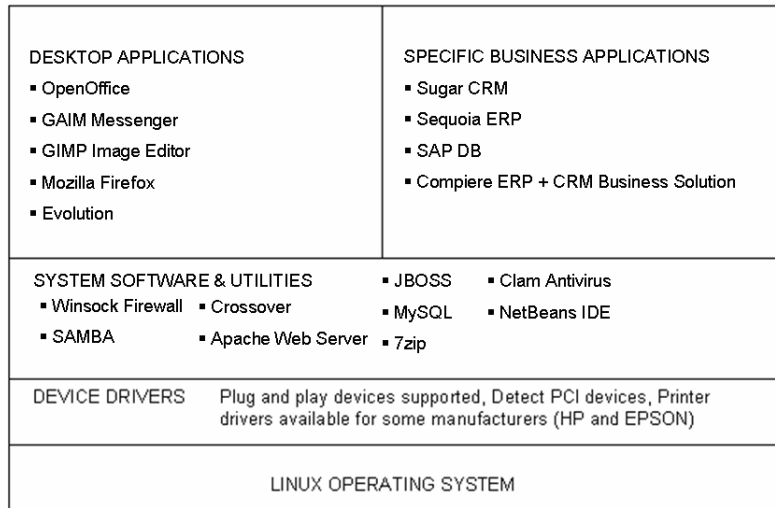 DESKTOP APPLICATIONS
▪ OpenOffice
▪ GAIM Messenger
▪ GIMP Image Editor
▪ Mozilla Firefox
▪ Evolution
SPECIFIC BUSINESS APPLICATIONS
▪ Sugar CRM
▪ Sequoia ERP
▪ SAP DB
▪ Compiere ERP + CRM Business Solution
SYSTEM SOFTWARE & UTILITIES
▪ Winsock Firewall
▪ SAMBA
▪ Crossover
▪ Apache Web Server
▪ JBOSS
▪ MySQL
▪ 7zip
▪ Clam Antivirus
▪ NetBeans IDE
DEVICE DRIVERS
Plug and play devices supported, Detect PCI devices, Printer
drivers available for some manufacturers (HP and EPSON)
LINUX OPERATING SYSTEM